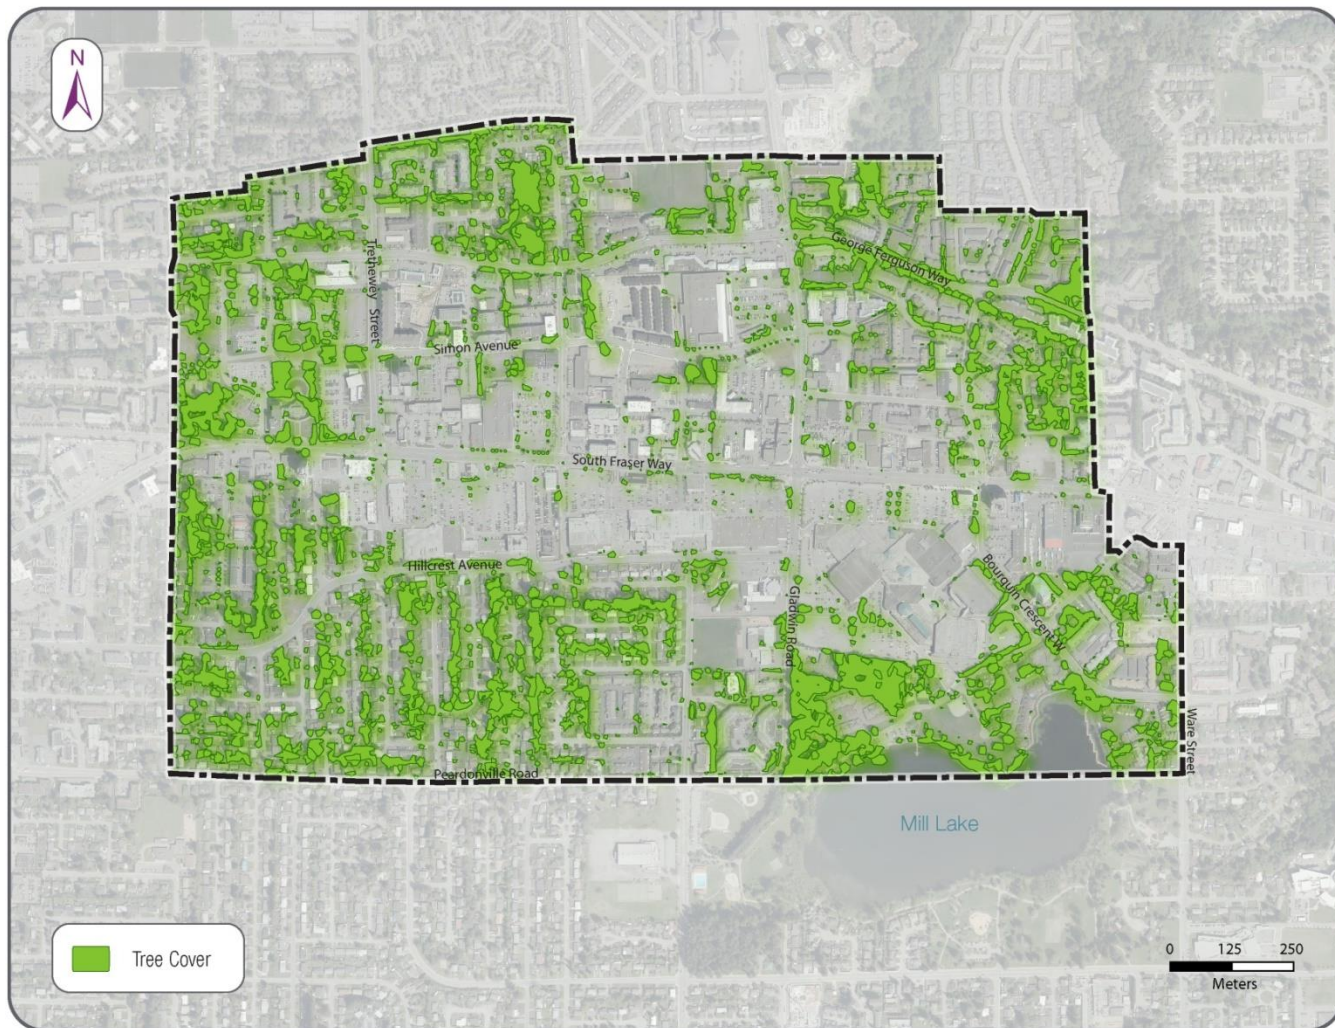 N
George Ferguson Way
Trethewey Street
Simon Avenue
South Fraser Way
Hillcrest Avenue
Bourquin Crescent W
Gladwin Road
Ware Street
Peardonville Road
Mill Lake
Tree Cover
0 125 250
Meters